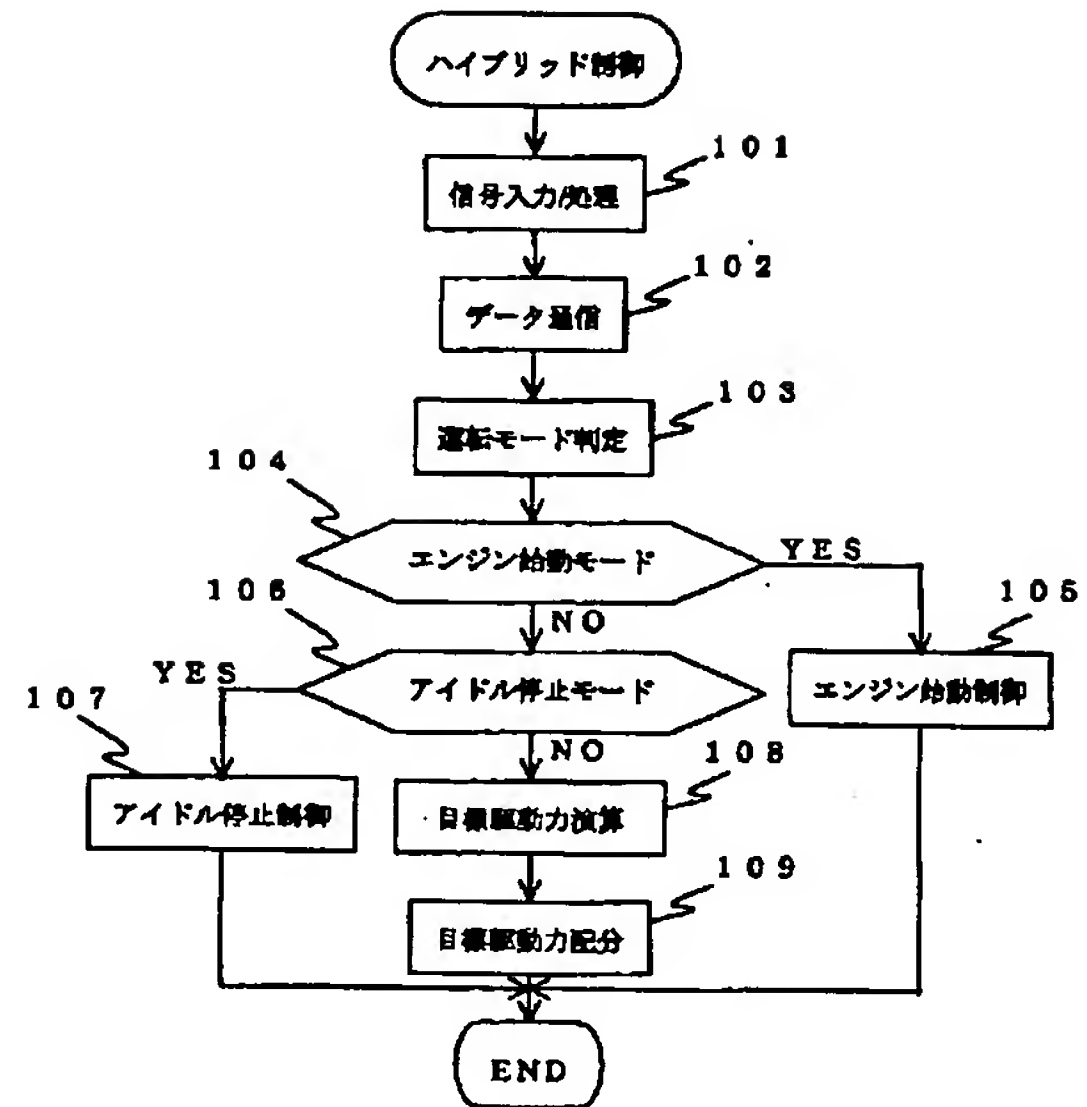 ハイブリッド制御
101
信号入力/処理
102
データ通信
103
運転モード判定
104
エンジン始動モード
YES
NO
105
エンジン始動制御
106
アイドル停止モード
YES
NO
107
アイドル停止制御
108
目標駆動力演算
109
目標駆動力配分
END